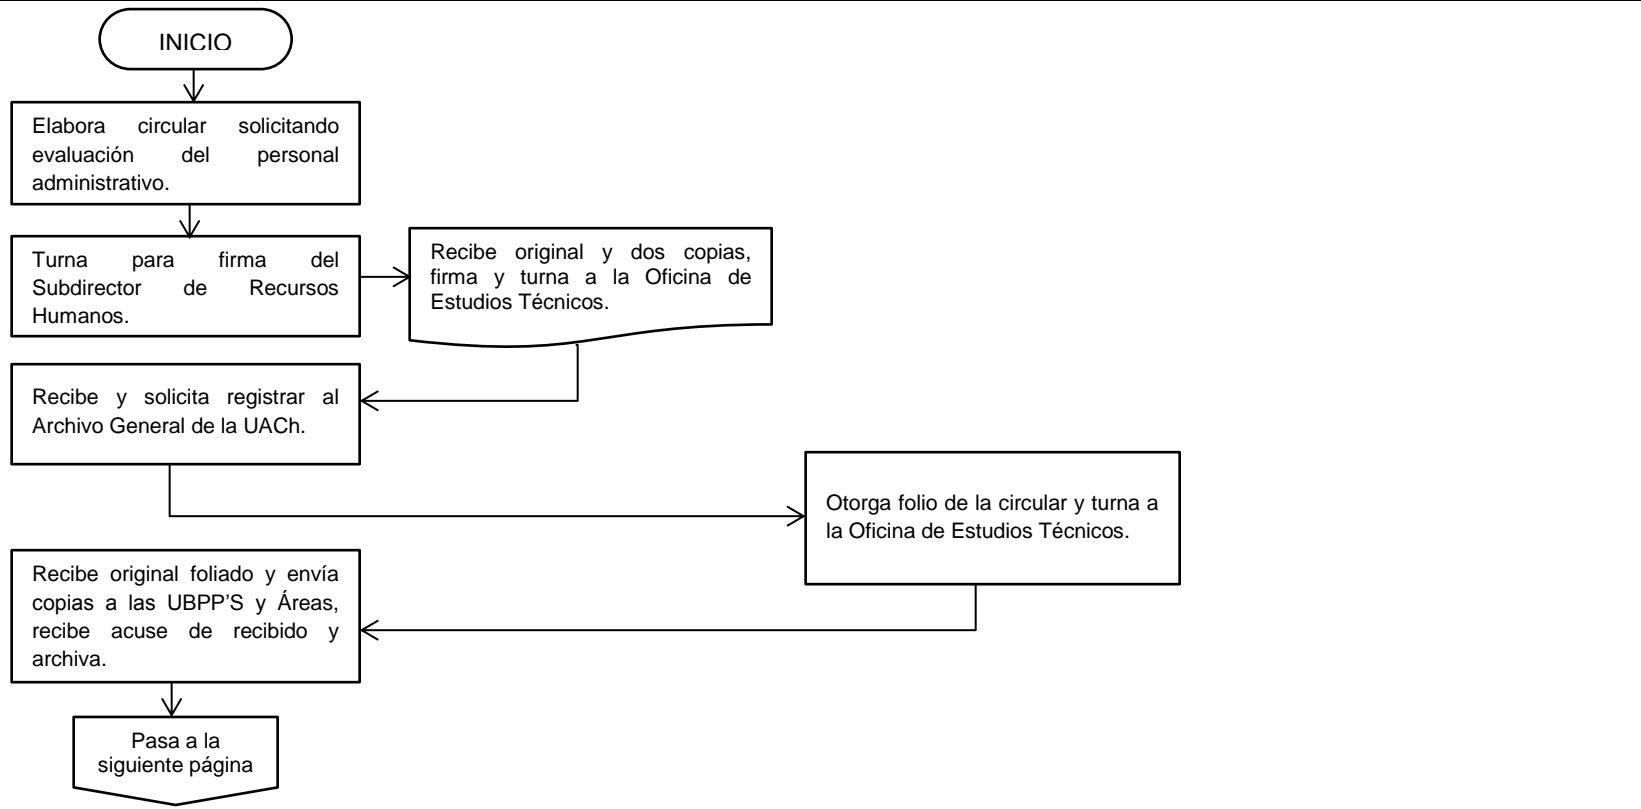 INICIO
Elabora circular solicitando
evaluación del personal
administrativo.
Turna para firma del
Subdirector de Recursos
Humanos.
Recibe original y dos copias,
firma y turna a la Oficina de
Estudios Técnicos.
Recibe y solicita registrar al
Archivo General de la UACh.
Otorga folio de la circular y turna a
la Oficina de Estudios Técnicos.
Recibe original foliado y envía
copias a las UBPP’S y Áreas,
recibe acuse de recibido y
archiva.
Pasa a la
siguiente página